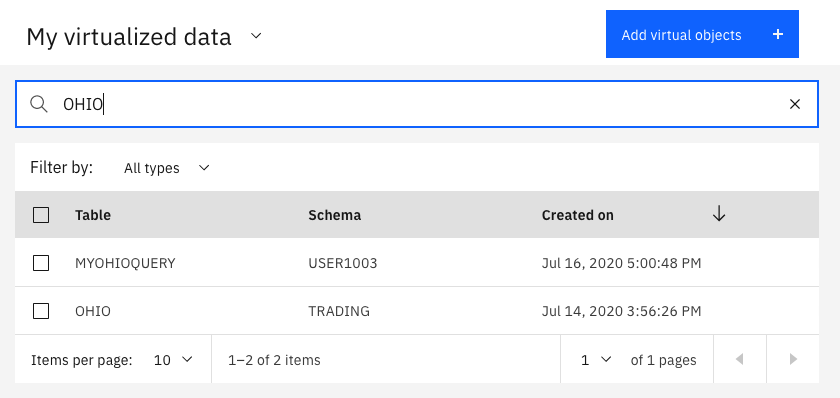 My virtualized data
Add virtual objects +
OHIO
Filter by: All types
Table Schema Created on
MYOHIOQUERY USER1003 Jul 16, 2020 5:00:48 PM
OHIO TRADING Jul 14, 2020 3:56:26 PM
Items per page: 10 1–2 of 2 items 1 of 1 pages